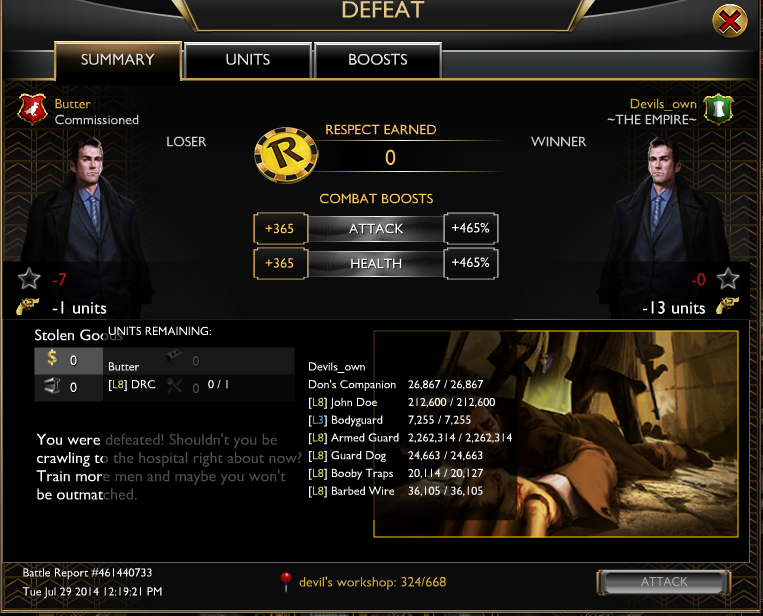 DEFEAT
SUMMARY
UNITS
BOOSTS
Butter
Commissioned
Devils_own
~THE EMPIRE~
LOSER
RESPECT EARNED
WINNER
R
0
COMBAT BOOSTS
+365 ATTACK +465%
+365 HEALTH +465%
-7
-0
-1 units
-13 units
Stolen Goods
UNITS REMAINING:
$ 0
0
0
0
Butter
[L8] DRC 0 / 1
Devils_own
Don's Companion 26,867 / 26,867
[L8] John Doe 212,600 / 212,600
[L3] Bodyguard 7,255 / 7,255
[L8] Armed Guard 2,262,314 / 2,262,314
[L8] Guard Dog 24,663 / 24,663
[L8] Booby Traps 20,114 / 20,127
[L8] Barbed Wire 36,105 / 36,105
You were defeated! Shouldn't you be
crawling to the hospital right about now?
Train more men and maybe you won't
be outmatched.
Battle Report #461440733
Tue Jul 29 2014 12:19:21 PM
devil's workshop: 324/668
ATTACK